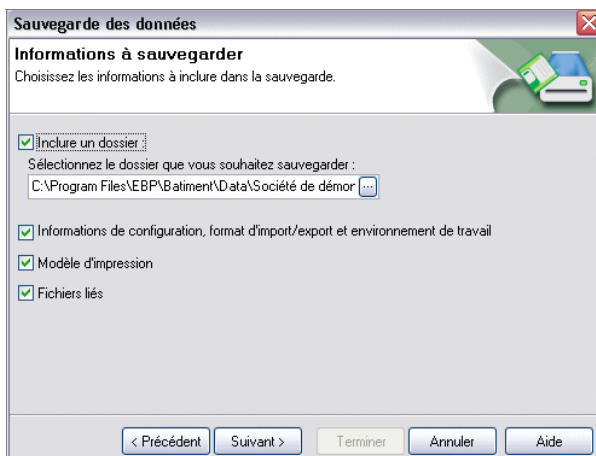 Sauvegarde des données
Informations à sauvegarder
Choisissez les informations à inclure dans la sauvegarde.
Inclure un dossier :
Sélectionnez le dossier que vous souhaitez sauvegarder :
C:\Program Files\EBP\Batiment\Data\Société de démor ...
Informations de configuration, format d'import/export et environnement de travail
Modèle d'impression
Fichiers liés
< Précédent Suivant > Terminer Annuler Aide